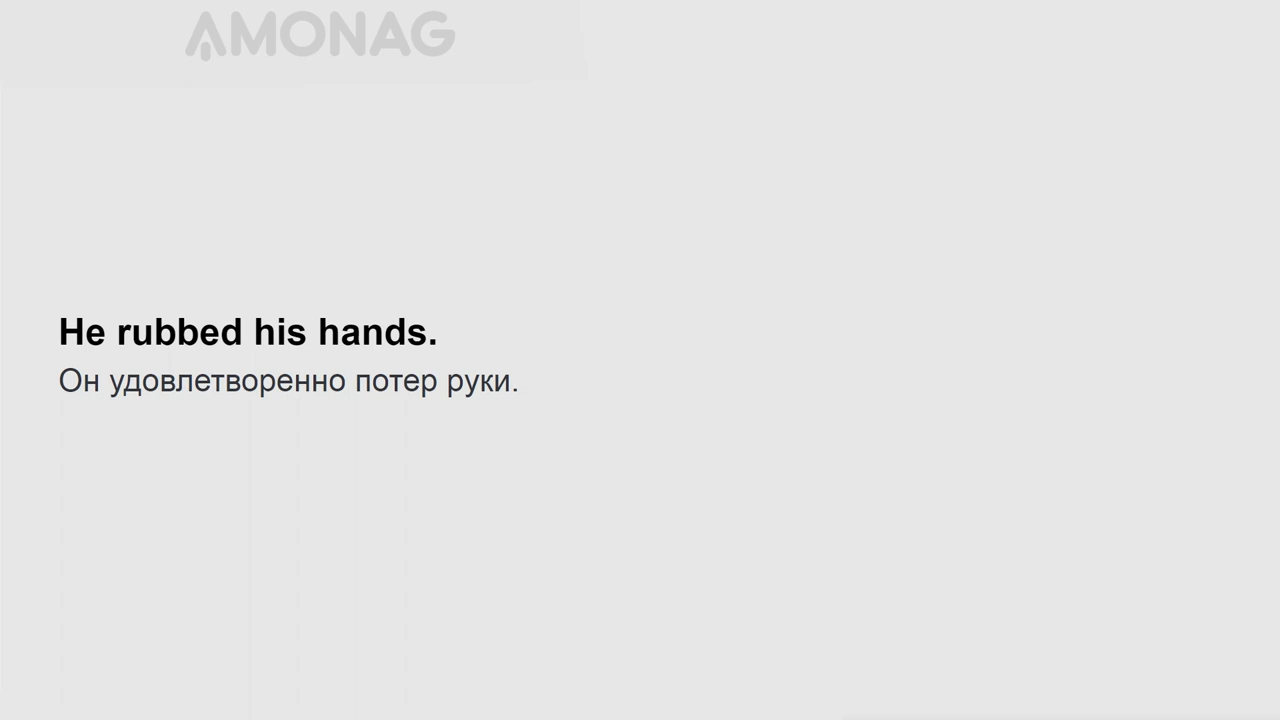 AMONAG
He rubbed his hands.
Он удовлетворенно потер руки.